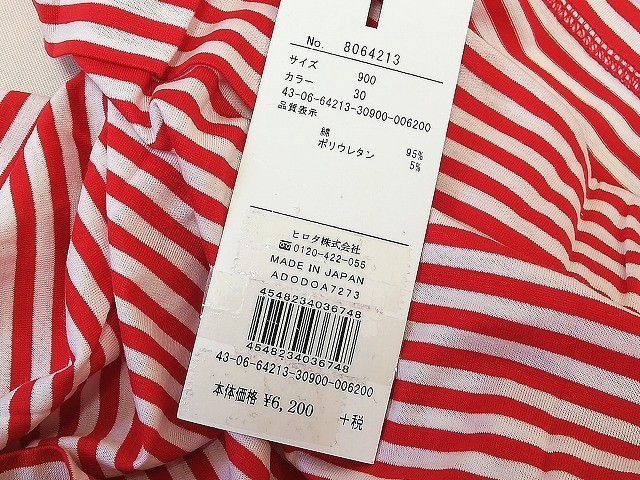 No. 8064213
サイズ 900
カラー 30
43-06-64213-30900-006200
品質表示
綿 95%
ポリウレタン 5%
ヒロタ株式会社
0120-422-056
MADE IN JAPAN
ADODOA7273
4548234036748
4548234036748
43-06-64213-30900-006200
本体価格 ¥6,200 +税